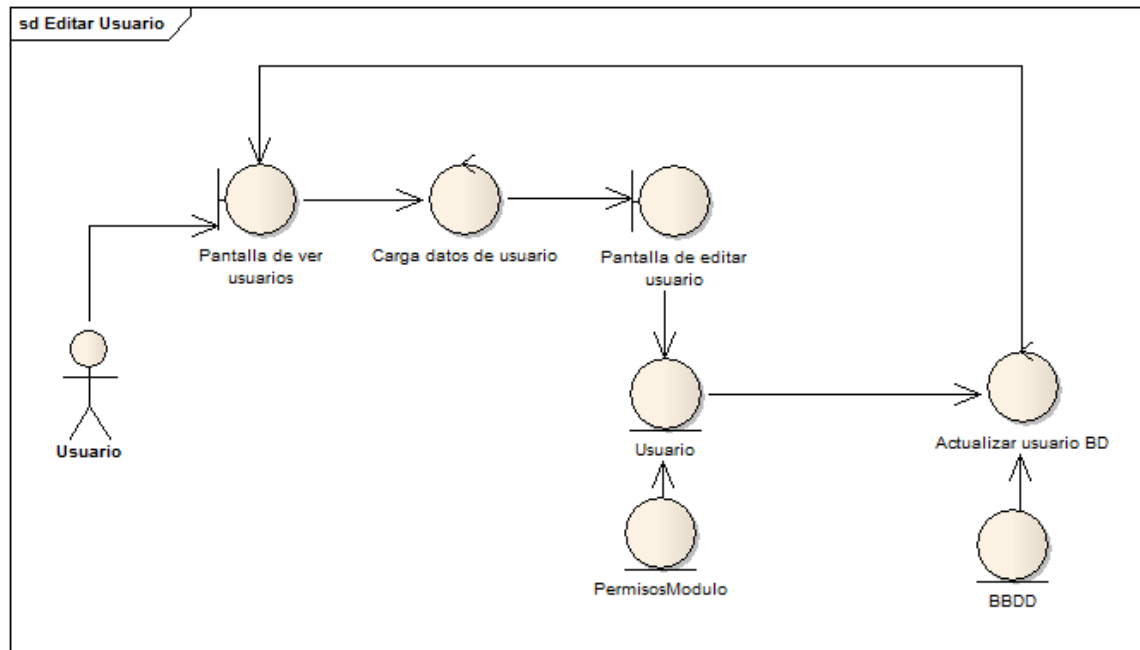 sd Editar Usuario
Pantalla de ver
usuarios
Carga datos de usuario
Pantalla de editar
usuario
Usuario
Usuario
Actualizar usuario BD
PermisosModulo
BBDD